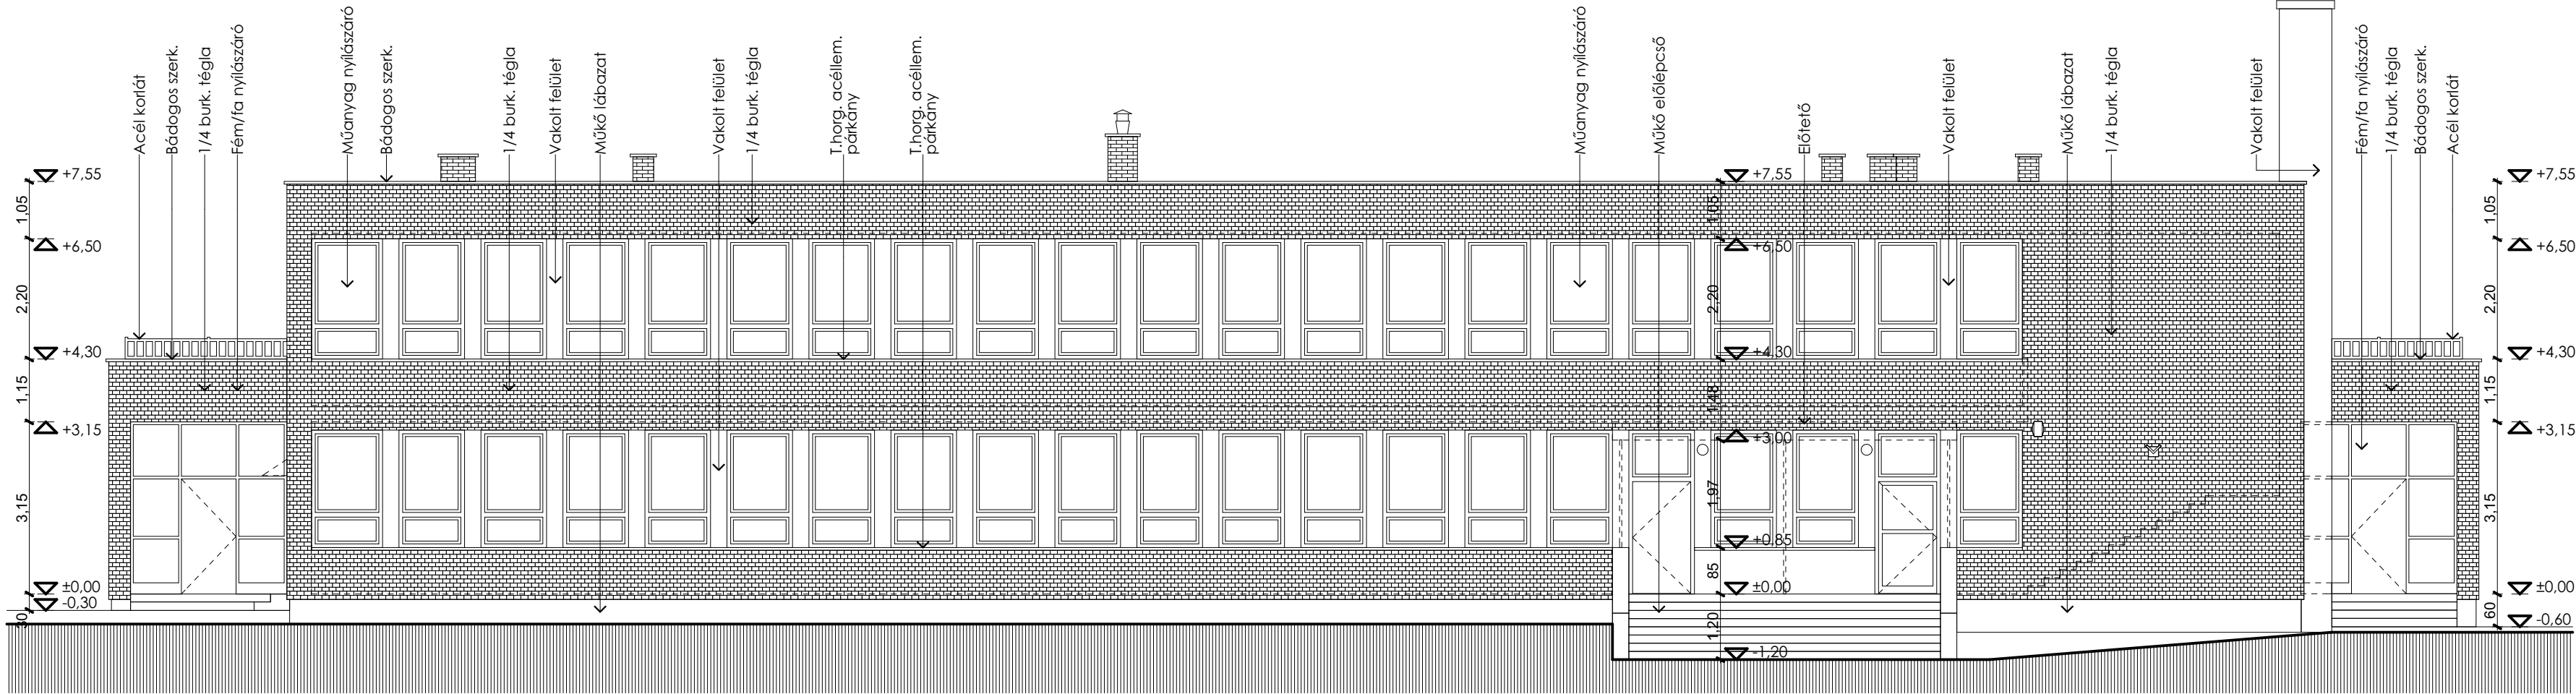 Acél korlát
Bádogos szerk.
1/4 burk. tégla
Fém/fa nyílászáró
Műanyag nyílászáró
Bádogos szerk.
1/4 burk. tégla
Vakolt felület
Műkő lábazat
Vakolt felület
1/4 burk. tégla
T.horg. acéllem.
párkány
T.horg. acéllem.
párkány
Műanyag nyílászáró
Műkő előlépcső
Előtető
Vakolt felület
Műkő lábazat
1/4 burk. tégla
Vakolt felület
Fém/fa nyílászáró
1/4 burk. tégla
Bádogos szerk.
Acél korlát
+7,55
1,05
+6,50
2,20
+4,30
1,15
+3,15
3,15
±0,00
-0,30
30
+7,55
1,05
+6,50
2,20
+4,30
1,48
+3,00
1,97
+0,85
85
±0,00
1,20
-1,20
+7,55
1,05
+6,50
2,20
+4,30
1,15
+3,15
3,15
±0,00
60
-0,60